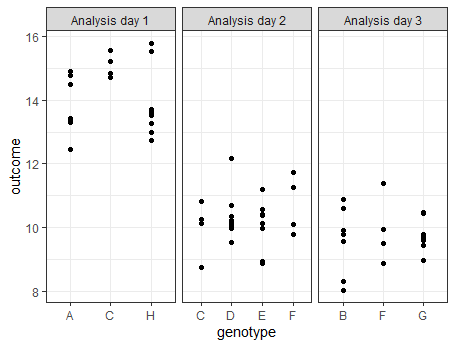 Analysis day 1 Analysis day 2 Analysis day 3
16
14
12
10
8
outcome
A C H C D E F B F G
genotype